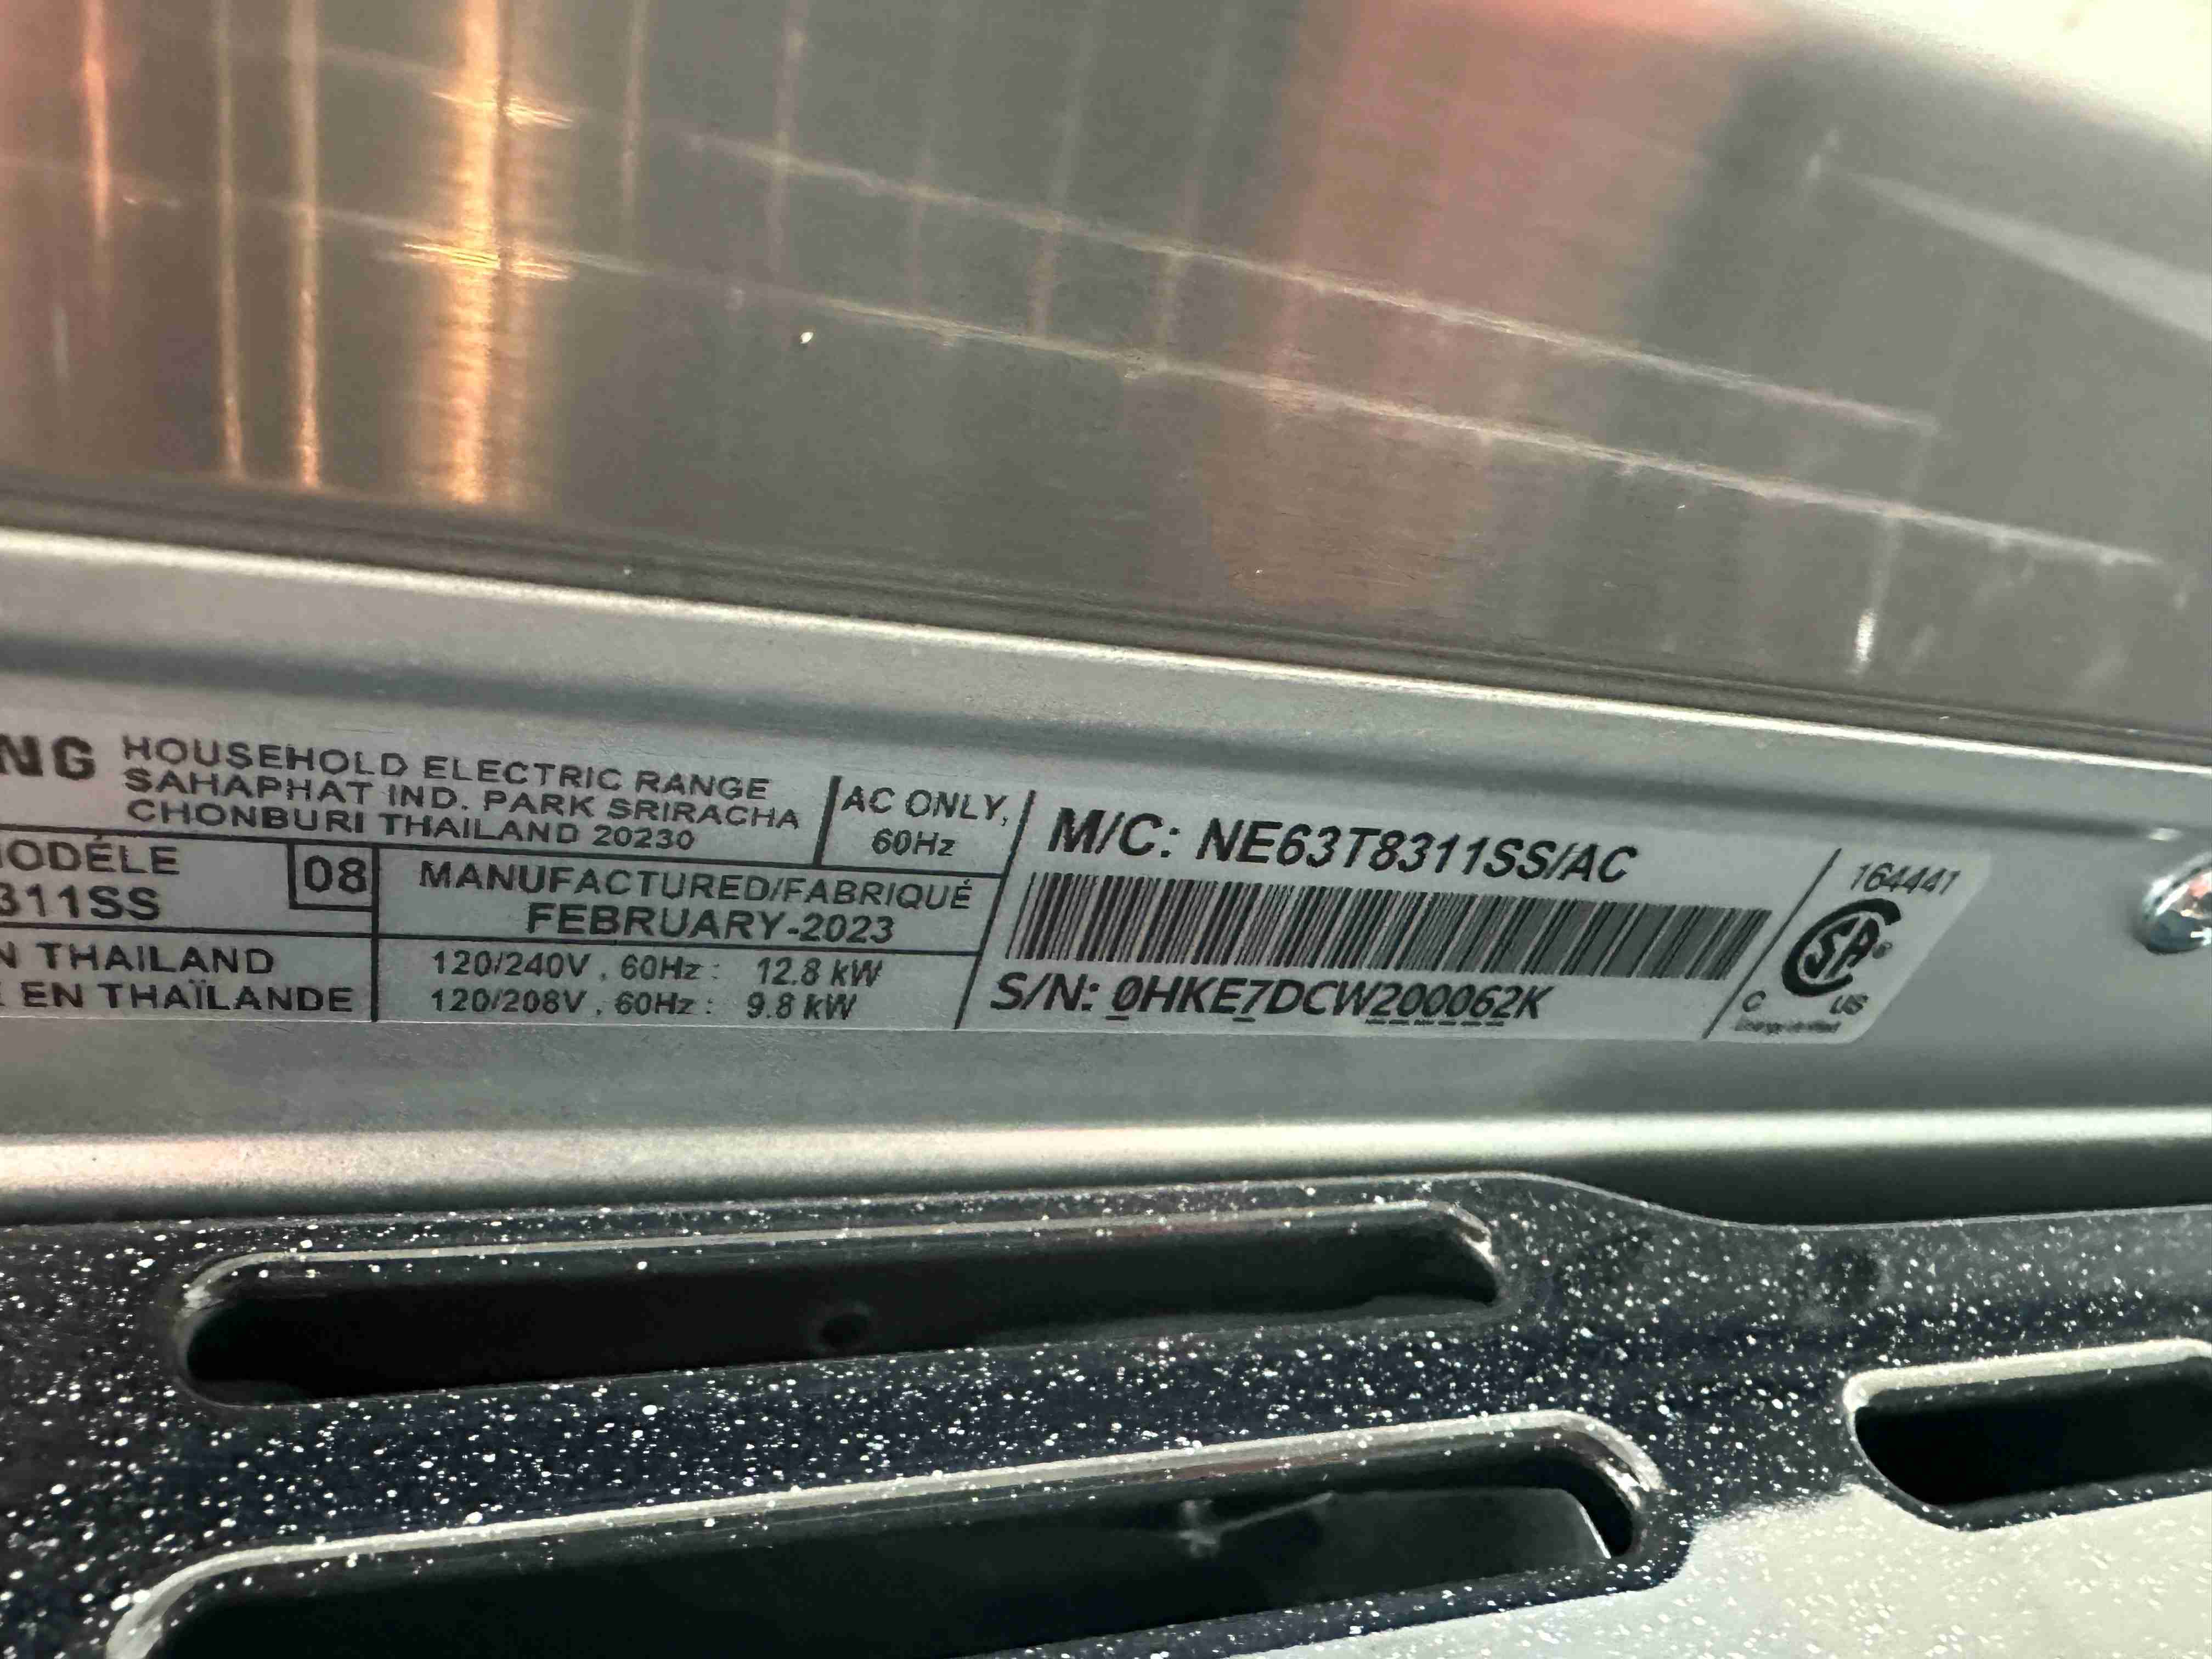 NG HOUSEHOLD ELECTRIC RANGE
SAHAPHAT IND. PARK SRIRACHA
CHONBURI THAILAND 20230
AC ONLY,
60Hz
ODÉLE
311SS
08
MANUFACTURED/FABRIQUÉ
FEBRUARY-2023
N THAILAND
EN THAÏLANDE
120/240V , 60Hz : 12.8 kW
120/208V , 60Hz : 9.8 kW
M/C: NE63T8311SS/AC
S/N: 0HKE7DCW200062K
164441
CSA®
C US